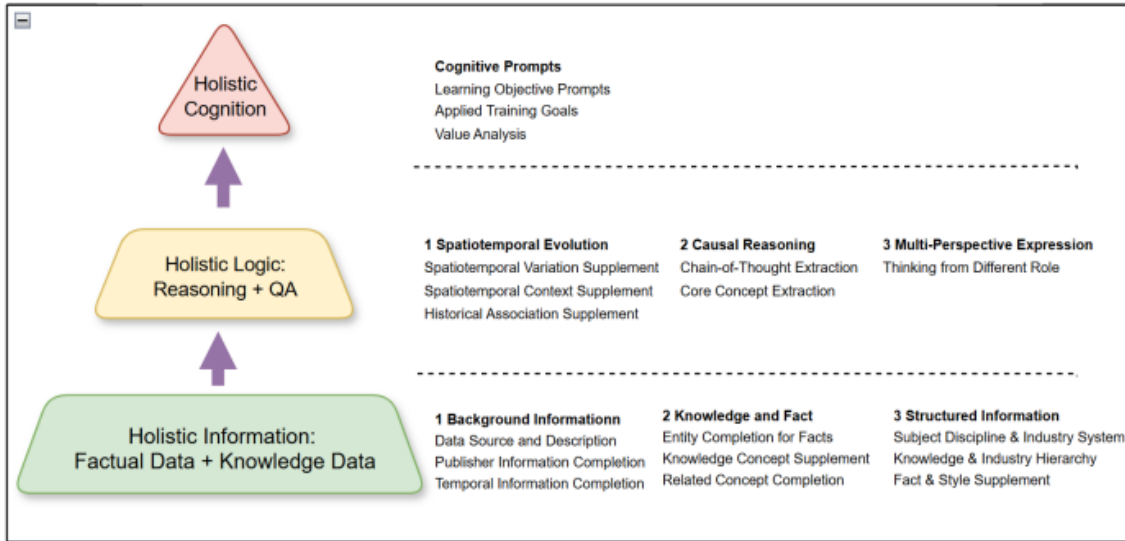 Holistic
Cognition
Cognitive Prompts
Learning Objective Prompts
Applied Training Goals
Value Analysis
Holistic Logic:
Reasoning + QA
1 Spatiotemporal Evolution
Spatiotemporal Variation Supplement
Spatiotemporal Context Supplement
Historical Association Supplement
2 Causal Reasoning
Chain-of-Thought Extraction
Core Concept Extraction
3 Multi-Perspective Expression
Thinking from Different Role
Holistic Information:
Factual Data + Knowledge Data
1 Background Informationn
Data Source and Description
Publisher Information Completion
Temporal Information Completion
2 Knowledge and Fact
Entity Completion for Facts
Knowledge Concept Supplement
Related Concept Completion
3 Structured Information
Subject Discipline & Industry System
Knowledge & Industry Hierarchy
Fact & Style Supplement